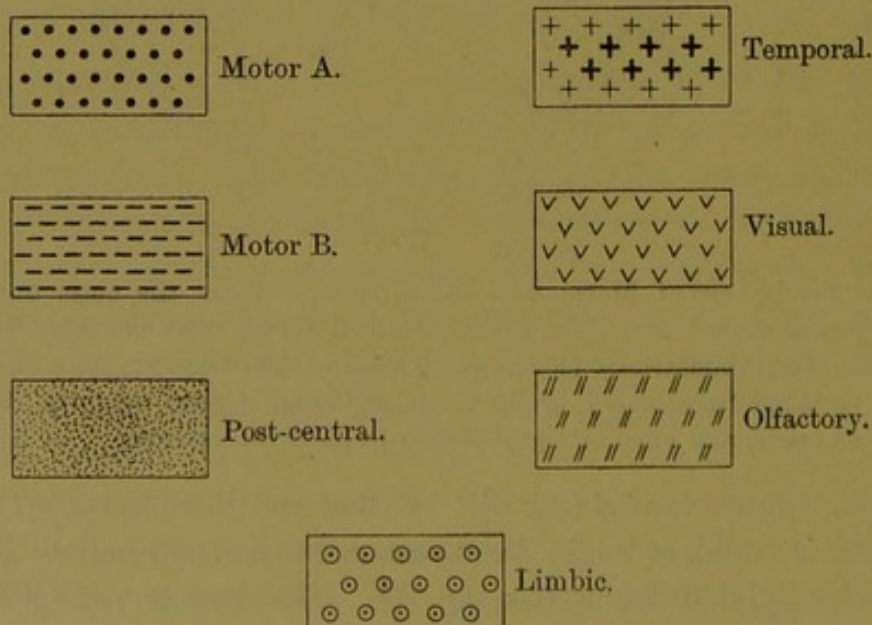 Motor A.
Temporal.
Motor B.
Visual.
Post-central.
Olfactory.
Limbic.